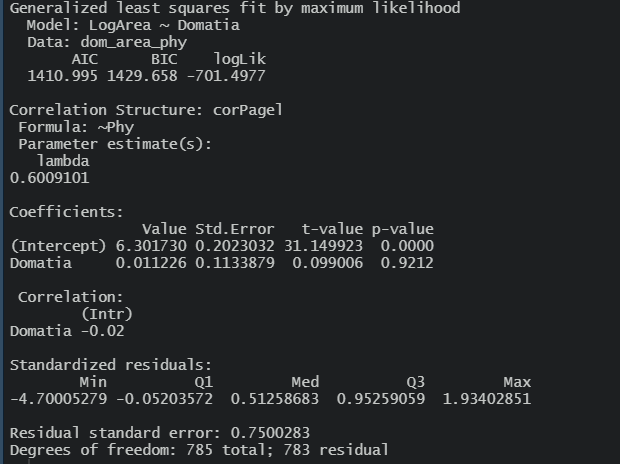 Generalized least squares fit by maximum likelihood
  Model: LogArea ~ Domatia
  Data: dom_area_phy
       AIC      BIC    logLik
  1410.995 1429.658 -701.4977

Correlation Structure: corPagel
 Formula: ~Phy
 Parameter estimate(s):
   lambda
0.6009101

Coefficients:
               Value Std.Error   t-value p-value
(Intercept) 6.301730 0.2023032 31.149923  0.0000
Domatia     0.011226 0.1133879  0.099006  0.9212

 Correlation:
        (Intr)
Domatia -0.02

Standardized residuals:
        Min          Q1         Med          Q3         Max
-4.70005279 -0.05203572  0.51258683  0.95259059  1.93402851

Residual standard error: 0.7500283
Degrees of freedom: 785 total; 783 residual